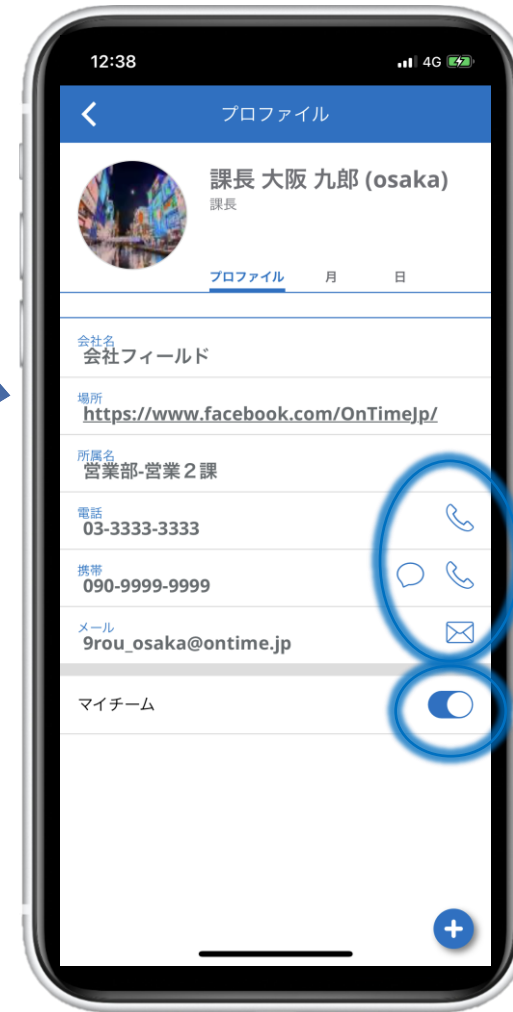 12:38
4G
プロファイル
課長 大阪 九郎 (osaka)
課長
プロファイル 月 日
会社名
会社フィールド
場所
https://www.facebook.com/OnTimeJp/
所属名
営業部-営業２課
電話
03-3333-3333
携帯
090-9999-9999
メール
9rou_osaka@ontime.jp
マイチーム